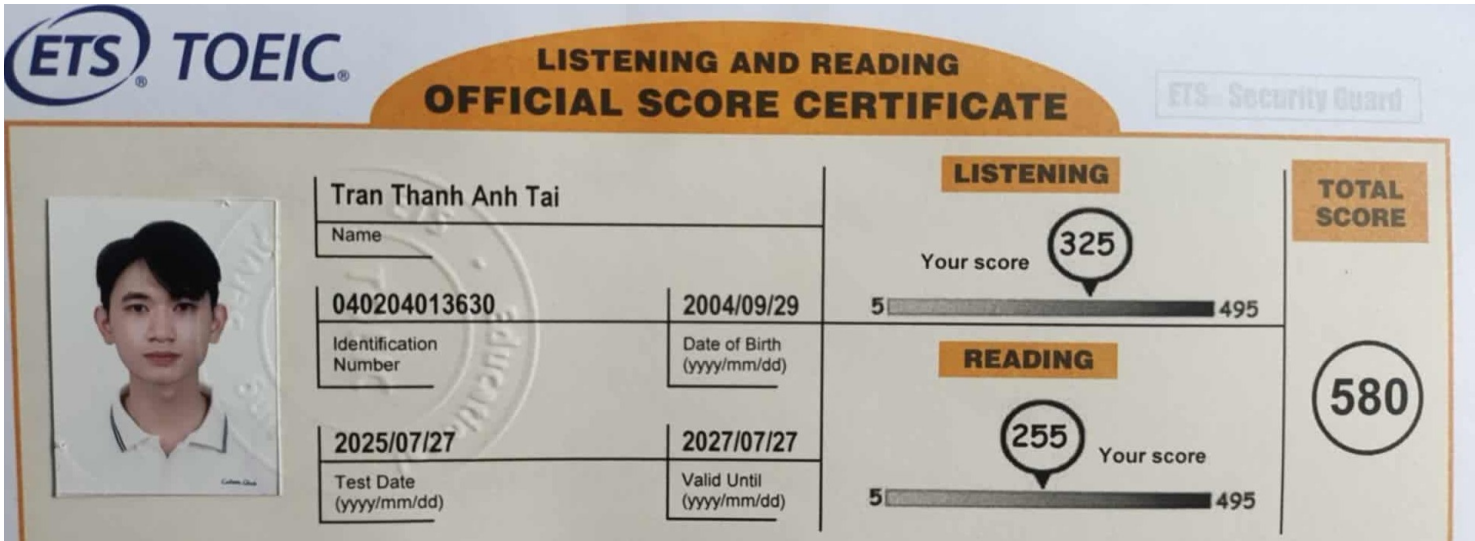 ETS® TOEIC®
LISTENING AND READING
OFFICIAL SCORE CERTIFICATE
ETS® Security Guard
Tran Thanh Anh Tai
Name
040204013630
Identification
Number
2004/09/29
Date of Birth
(yyyy/mm/dd)
2025/07/27
Test Date
(yyyy/mm/dd)
2027/07/27
Valid Until
(yyyy/mm/dd)
LISTENING
Your score 325
5 495
READING
255 Your score
5 495
TOTAL
SCORE
580